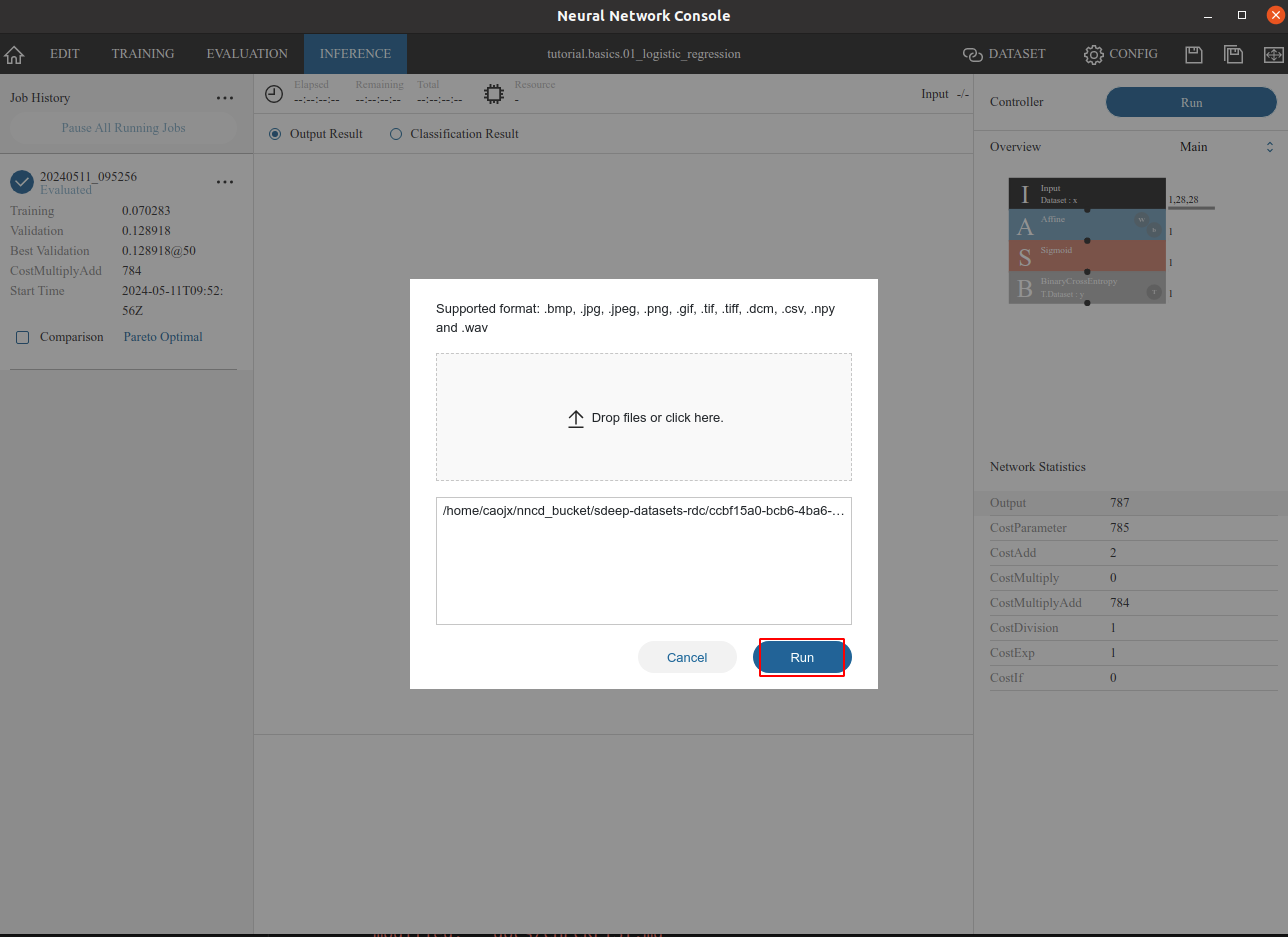 Neural Network Console
EDIT
TRAINING
EVALUATION
INFERENCE
tutorial.basics.01_logistic_regression
DATASET
CONFIG
Job History
Pause All Running Jobs
20240511_095256
Evaluated
Training 0.070283
Validation 0.128918
Best Validation 0.128918@50
CostMultiplyAdd 784
Start Time 2024-05-11T09:52:
56Z
Comparison Pareto Optimal
Elapsed Remaining Total Resource
--:--:--:-- --:--:--:-- --:--:--:-- -
Input -/-
Output Result Classification Result
Supported format: .bmp, .jpg, .jpeg, .png, .gif, .tif, .tiff, .dcm, .csv, .npy
and .wav
Drop files or click here.
/home/caojx/nncd_bucket/sdeep-datasets-rdc/ccbf15a0-bcb6-4ba6-...
Cancel Run
Controller Run
Overview Main
I Input
Dataset : x
1,28,28
A Affine W b
1
S Sigmoid
1
B BinaryCrossEntropy
T.Dataset : y T
1
Network Statistics
Output 787
CostParameter 785
CostAdd 2
CostMultiply 0
CostMultiplyAdd 784
CostDivision 1
CostExp 1
CostIf 0